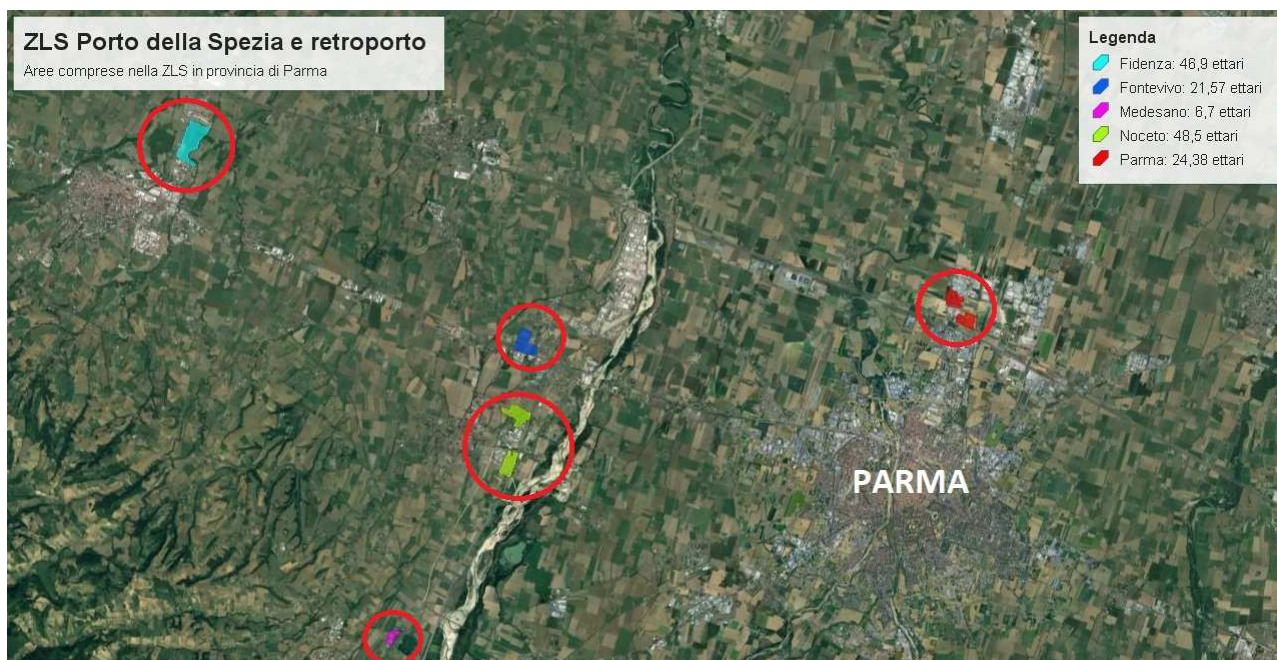 ZLS Porto della Spezia e retroporto
Aree comprese nella ZLS in provincia di Parma
Legenda
Fidenza: 46,9 ettari
Fontevivo: 21,57 ettari
Medesano: 6,7 ettari
Noceto: 48,5 ettari
Parma: 24,38 ettari
PARMA